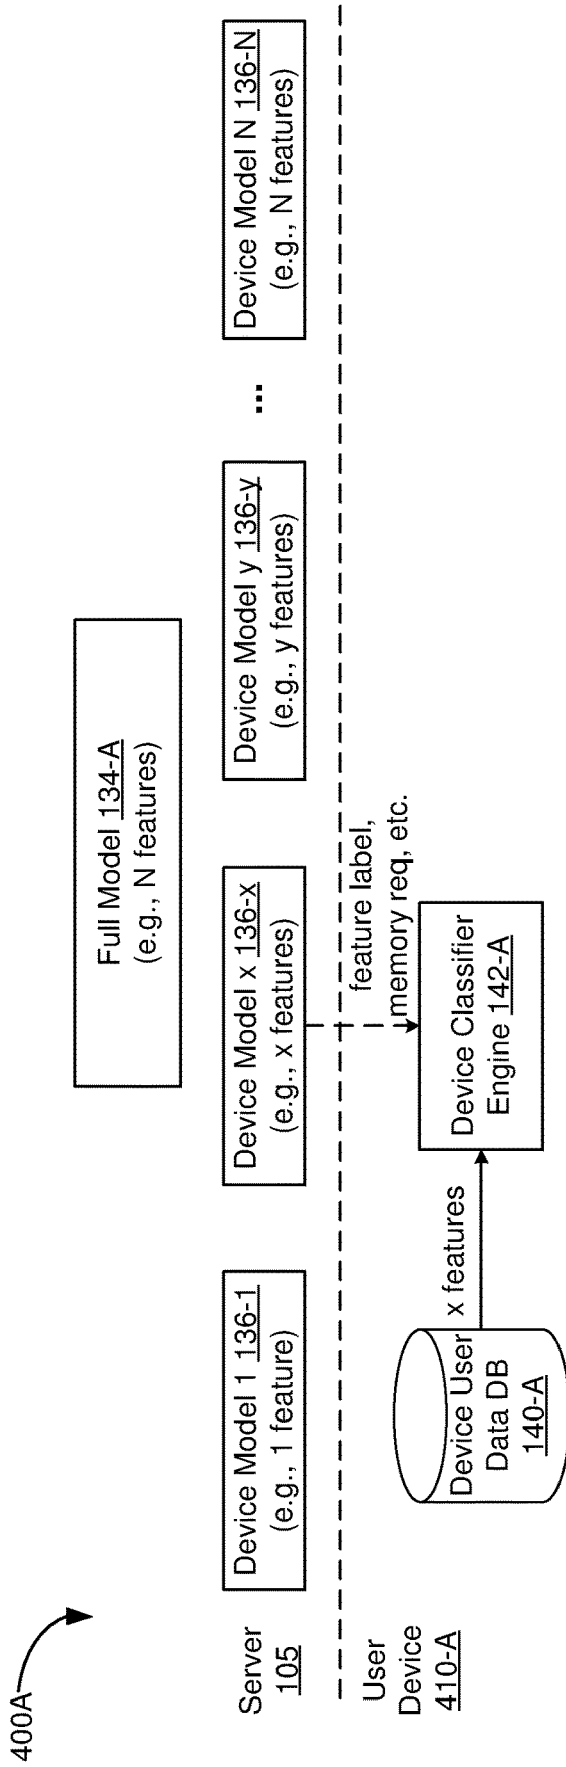 400A
Full Model 134-A
(e.g., N features)
Server
105
Device Model 1 136-1
(e.g., 1 feature)
Device Model x 136-x
(e.g., x features)
Device Model y 136-y
(e.g., y features)
...
Device Model N 136-N
(e.g., N features)
User
Device
410-A
feature label,
memory req, etc.
Device User
Data DB
140-A
x features
Device Classifier
Engine 142-A